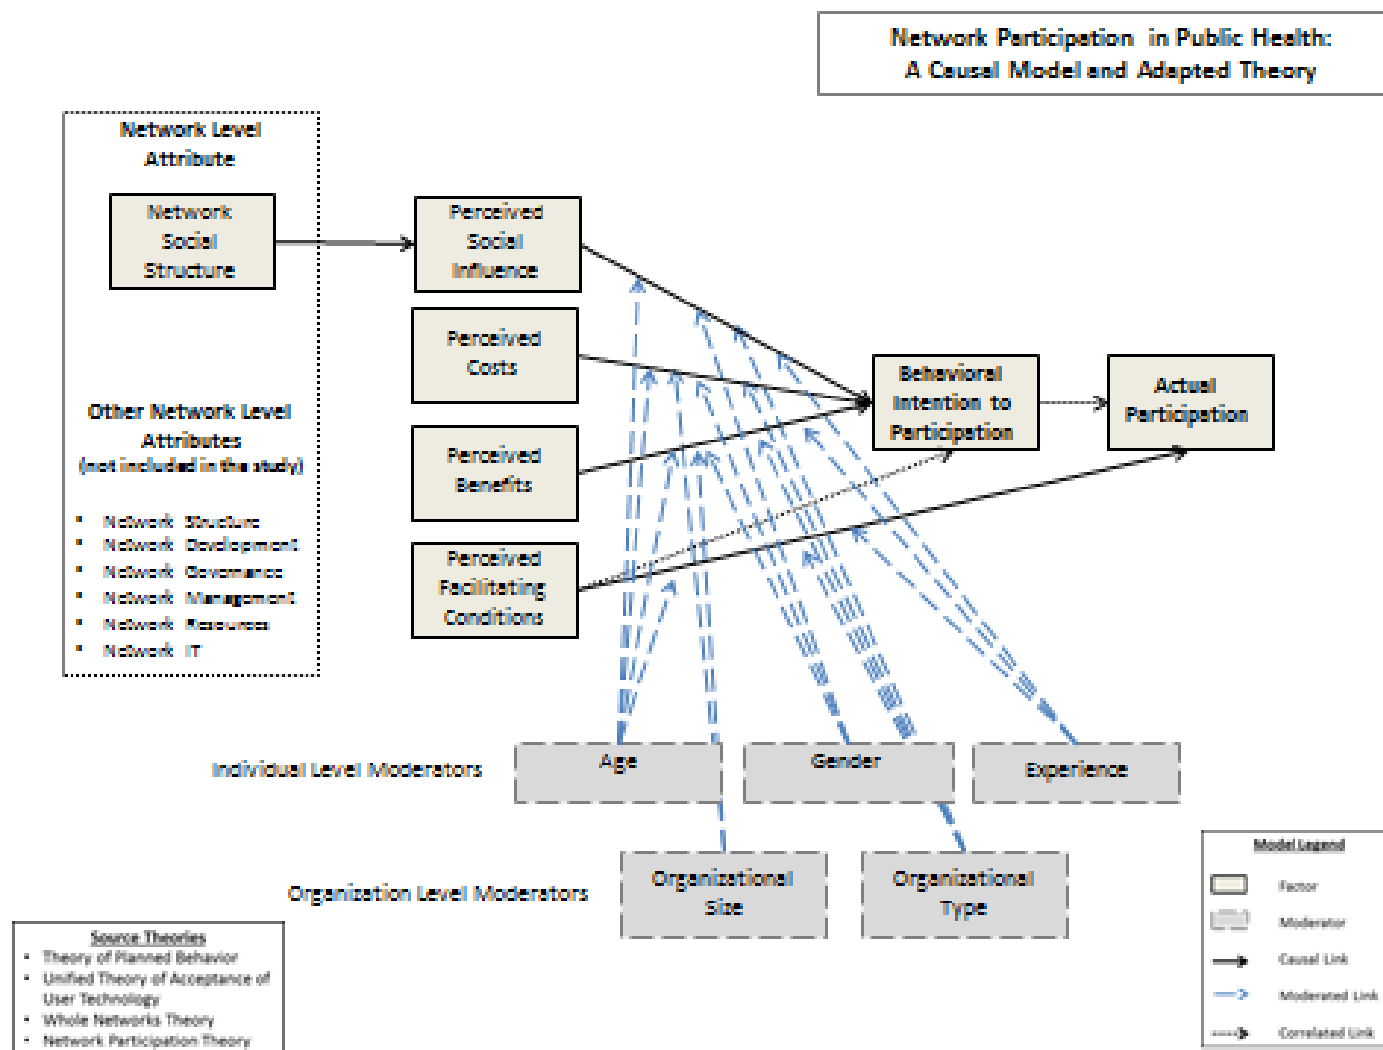 Network Participation in Public Health:
A Causal Model and Adapted Theory
Network Level
Attribute
Network
Social
Structure
Perceived
Social
Influence
Perceived
Costs
Perceived
Benefits
Perceived
Facilitating
Conditions
Behavioral
Intention to
Participation
Actual
Participation
Other Network Level
Attributes
(not included in the study)
• Network Structure
• Network Development
• Network Governance
• Network Management
• Network Resources
• Network IT
Individual Level Moderators
Age
Gender
Experience
Organization Level Moderators
Organizational
Size
Organizational
Type
Source Theories
• Theory of Planned Behavior
• Unified Theory of Acceptance of
User Technology
• Whole Networks Theory
• Network Participation Theory
Model Legend
Factor
Moderator
Causal Link
Moderated Link
Correlated Link